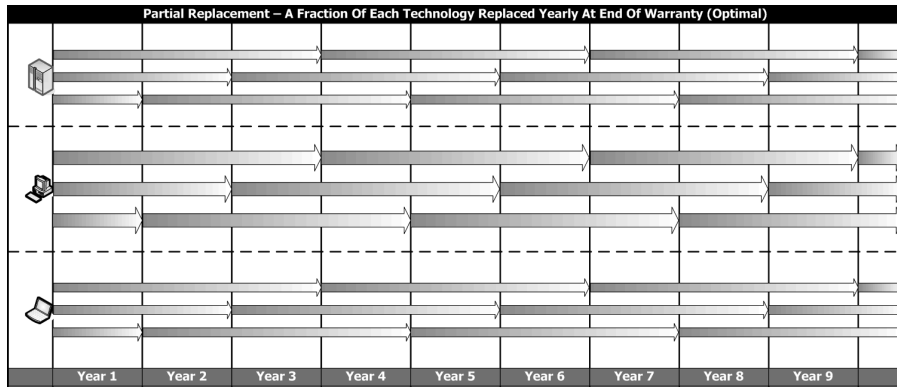 Partial Replacement – A Fraction Of Each Technology Replaced Yearly At End Of Warranty (Optimal)
Year 1 Year 2 Year 3 Year 4 Year 5 Year 6 Year 7 Year 8 Year 9